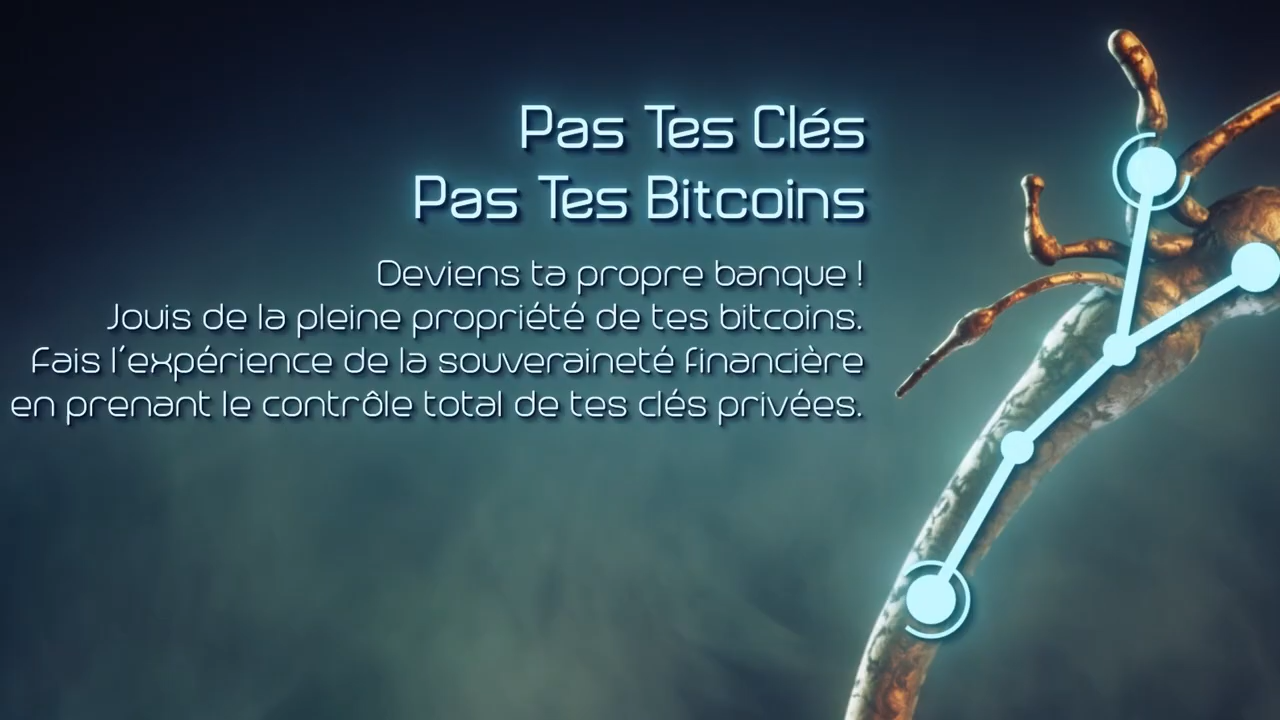 Pas Tes Clés
Pas Tes Bitcoins
Deviens ta propre banque !
Jouis de la pleine propriété de tes bitcoins.
Fais l'expérience de la souveraineté financière
en prenant le contrôle total de tes clés privées.